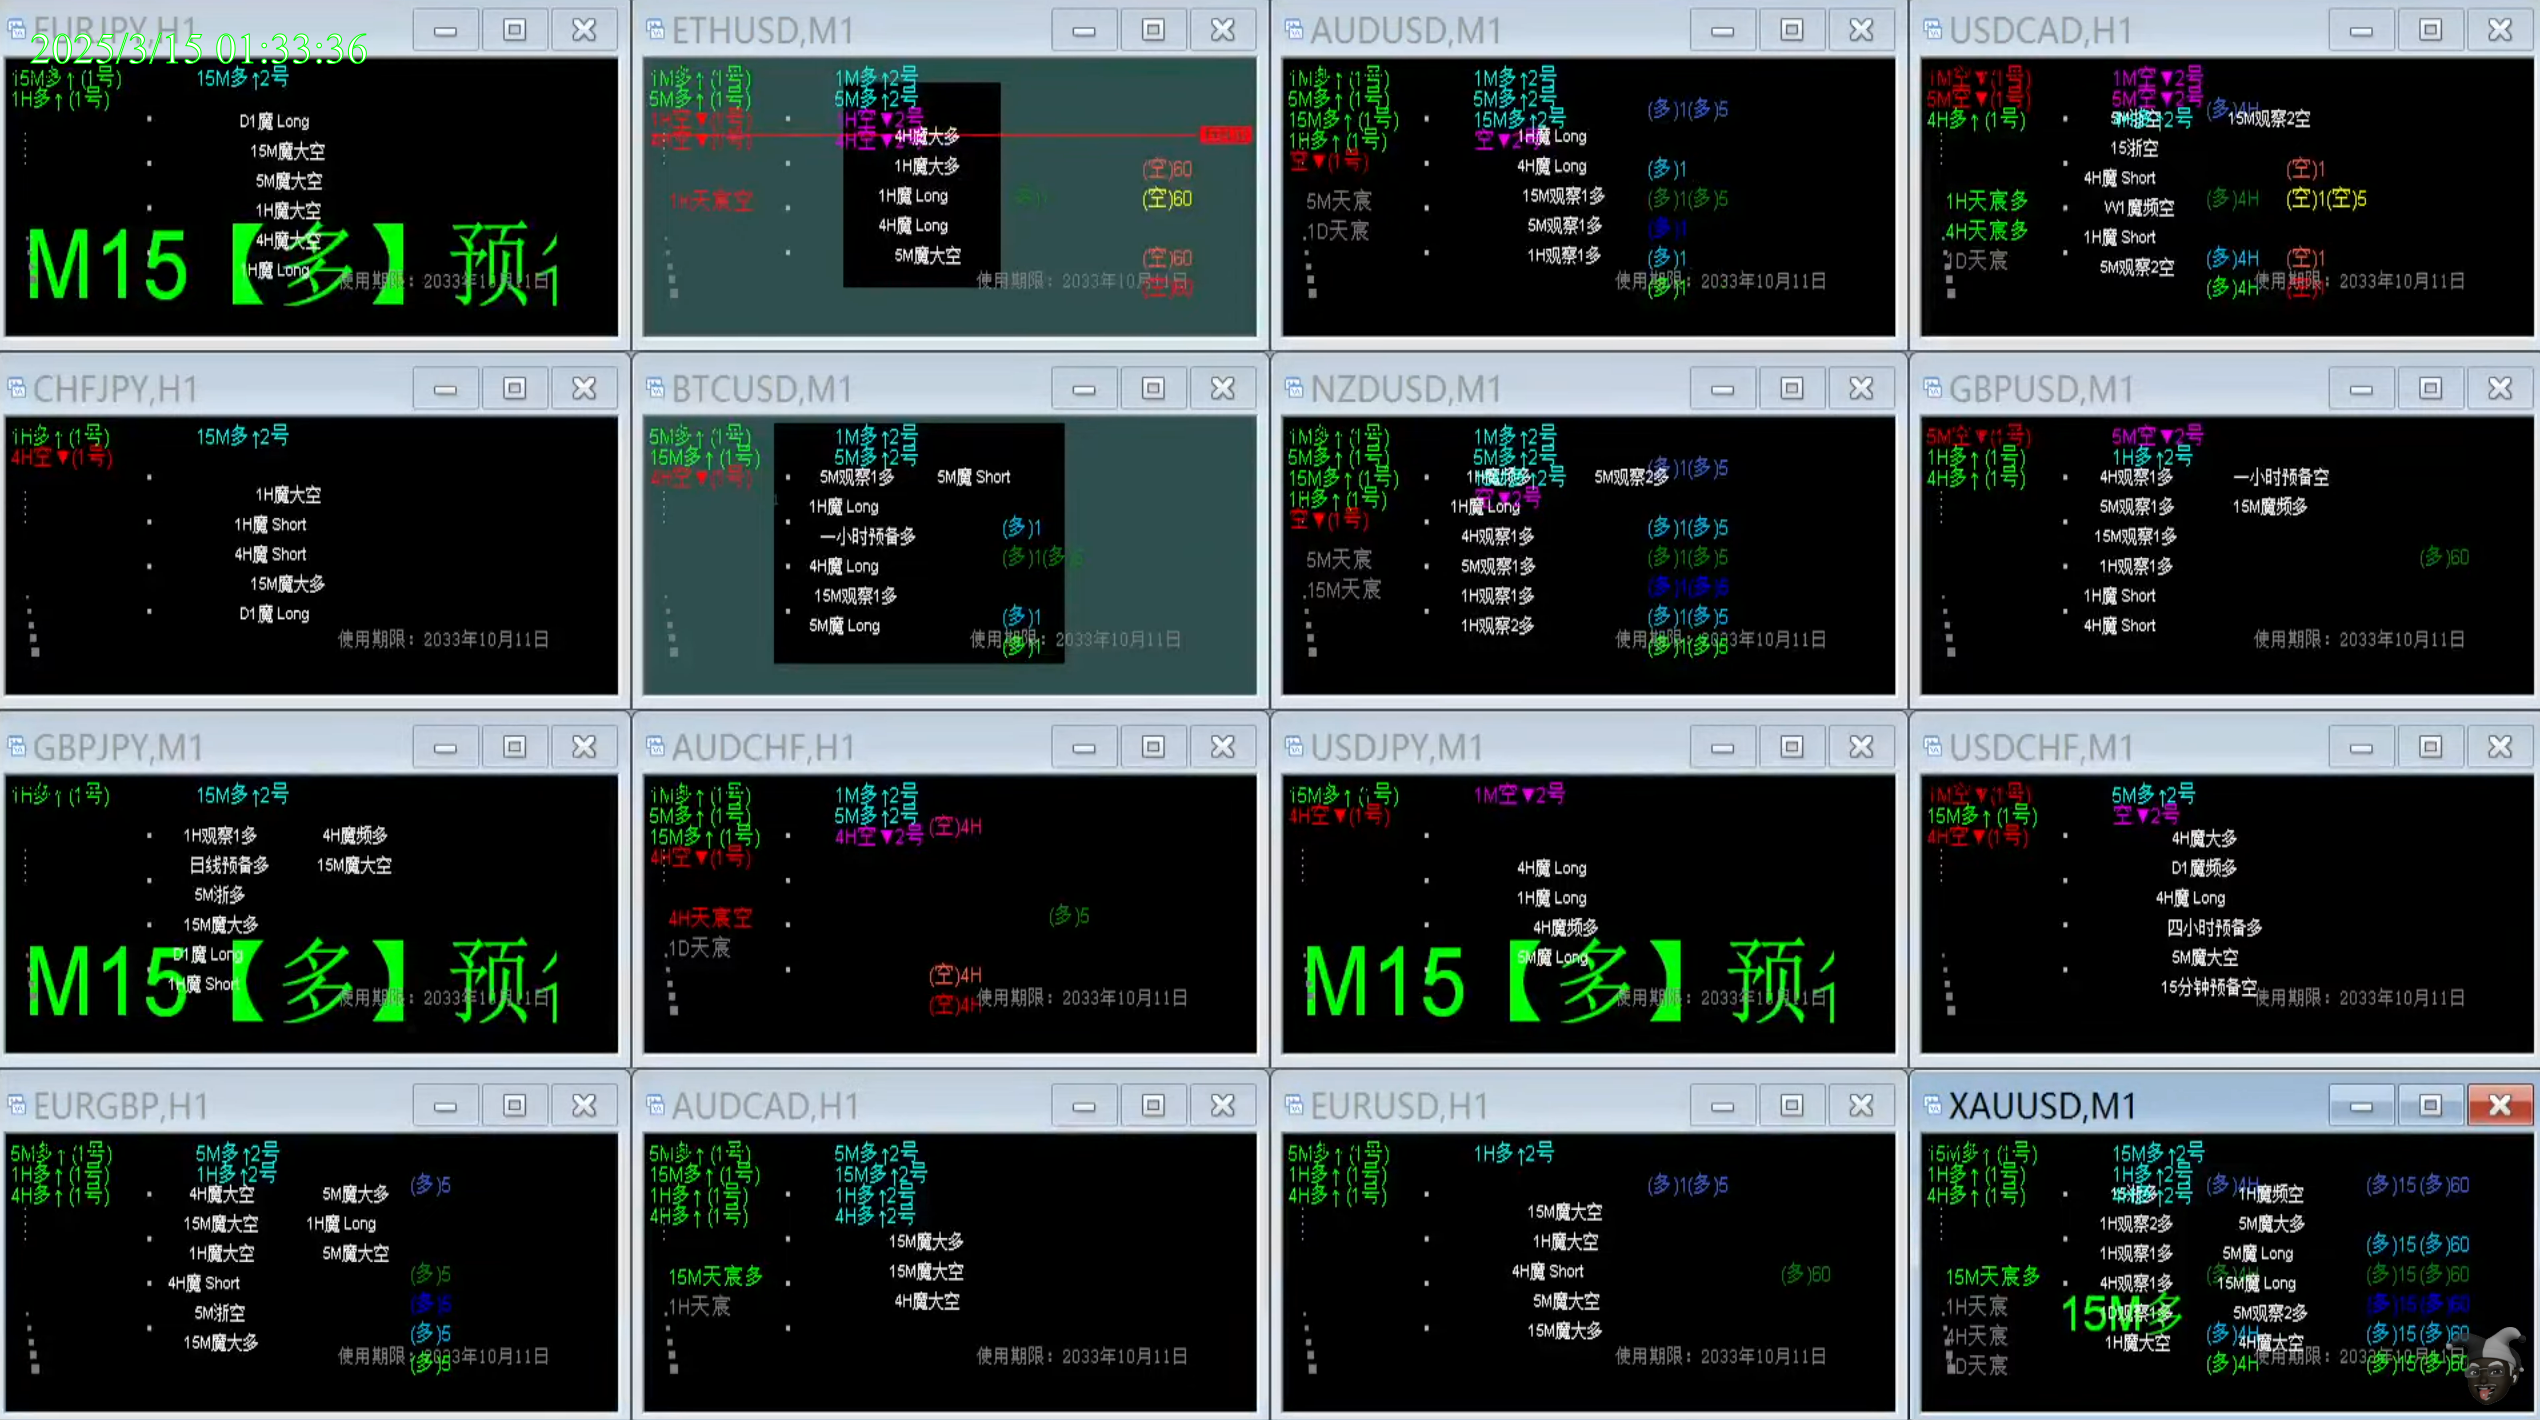 EURJPY,H1
2025/3/15 01:33:36
15M多↑(1号)
15M多↑2号
1H多↑(1号)
D1魔 Long
15M魔大空
5M魔大空
1H魔大空
4H魔大空
1H魔 Long
M15【多】预
使用期限：2033年10月11日
ETHUSD,M1
1M多↑(1号)
1M多↑2号
5M多↑(1号)
5M多↑2号
1H空▼(1号)
1H空▼2号
4H空▼(1号)
4H空▼2号
4H魔大多
1H魔大多
(空)60
1H魔 Long
1H天宸空
(空)60
4H魔 Long
5M魔大空
(空)60
使用期限：2033年10月11日
AUDUSD,M1
1M多↑(1号)
1M多↑2号
5M多↑(1号)
5M多↑2号
(多)1(多)5
15M多↑(1号)
15M多↑2号
1H多↑(1号)
空▼2号
1H魔 Long
空▼(1号)
4H魔 Long
(多)1
5M天宸
15M观察1多
(多)1(多)5
1D天宸
5M观察1多
(多)1
1H观察1多
(多)1
使用期限：2033年10月11日
(多)1
USDCAD,H1
1M空▼(1号)
1M空▼2号
5M空▼(1号)
5M空▼2号
(多)4H
4H多↑(1号)
15M观察2空
15浙空
4H魔 Short
(空)1
1H天宸多
W1魔频空
(多)4H
(空)1(空)5
4H天宸多
1H魔 Short
1D天宸
5M观察2空
(多)4H
(空)1
使用期限：2033年10月11日
(多)4H
CHFJPY,H1
1H多↑(1号)
15M多↑2号
4H空▼(1号)
1H魔大空
1H魔 Short
4H魔 Short
15M魔大多
D1魔 Long
使用期限：2033年10月11日
BTCUSD,M1
5M多↑(1号)
1M多↑2号
15M多↑(1号)
5M多↑2号
4H空▼(1号)
5M观察1多
5M魔 Short
1H魔 Long
一小时预备多
(多)1
4H魔 Long
(多)1(多)5
15M观察1多
5M魔 Long
(多)1
使用期限：2033年10月11日
(多)1
NZDUSD,M1
1M多↑(1号)
1M多↑2号
5M多↑(1号)
5M多↑2号
(多)1(多)5
15M多↑(1号)
1H魔频多
5M观察2多
1H多↑(1号)
空▼2号
1H魔 Long
空▼(1号)
4H观察1多
(多)1(多)5
5M天宸
5M观察1多
(多)1(多)5
15M天宸
1H观察1多
(多)1(多)5
1H观察2多
(多)1(多)5
使用期限：2033年10月11日
(多)1(多)5
GBPUSD,M1
5M空▼(1号)
5M空▼2号
1H多↑(1号)
1H多↑2号
4H多↑(1号)
4H观察1多
一小时预备空
5M观察1多
15M魔频多
15M观察1多
1H观察1多
(多)60
1H魔 Short
4H魔 Short
使用期限：2033年10月11日
GBPJPY,M1
1H多↑(1号)
15M多↑2号
1H观察1多
4H魔频多
日线预备多
15M魔大空
5M浙多
15M魔大多
D1魔 Long
1H魔 Short
M15【多】预
使用期限：2033年10月11日
AUDCHF,H1
1M多↑(1号)
1M多↑2号
5M多↑(1号)
5M多↑2号
(空)4H
15M多↑(1号)
4H空▼2号
4H空▼(1号)
4H天宸空
(多)5
1D天宸
(空)4H
(空)4H
使用期限：2033年10月11日
USDJPY,M1
15M多↑(1号)
1M空▼2号
4H空▼(1号)
4H魔 Long
1H魔 Long
4H魔频多
5M魔 Long
M15【多】预
使用期限：2033年10月11日
USDCHF,M1
1M空▼(1号)
5M多↑2号
15M多↑(1号)
空▼2号
4H空▼(1号)
4H魔大多
D1魔频多
4H魔 Long
四小时预备多
5M魔大空
15分钟预备空
使用期限：2033年10月11日
EURGBP,H1
5M多↑(1号)
5M多↑2号
1H多↑(1号)
1H多↑2号
4H多↑(1号)
4H魔大空
5M魔大多
(多)5
15M魔大空
1H魔 Long
1H魔大空
5M魔大空
4H魔 Short
(多)5
5M浙空
(多)5
15M魔大多
(多)5
使用期限：2033年10月11日
(多)5
AUDCAD,H1
5M多↑(1号)
5M多↑2号
15M多↑(1号)
15M多↑2号
1H多↑(1号)
1H多↑2号
4H多↑(1号)
4H多↑2号
15M魔大多
15M天宸多
15M魔大空
1H天宸
4H魔大空
使用期限：2033年10月11日
EURUSD,H1
5M多↑(1号)
1H多↑2号
1H多↑(1号)
(多)1(多)5
4H多↑(1号)
15M魔大空
1H魔大空
4H魔 Short
(多)60
5M魔大空
15M魔大多
使用期限：2033年10月11日
XAUUSD,M1
15M多↑(1号)
15M多↑2号
1H多↑(1号)
1H多↑2号
(多)4H
(多)15(多)60
4H多↑(1号)
1H魔频空
1H观察2多
5M魔大多
1H观察1多
5M魔 Long
(多)15(多)60
15M天宸多
4H观察1多
15M魔 Long
(多)15(多)60
1H天宸
15M多
5M观察2多
(多)15(多)60
4H天宸
1H魔大空
(多)4H
4H魔大空
(多)15(多)60
1D天宸
(多)4H
(多)15(多)60